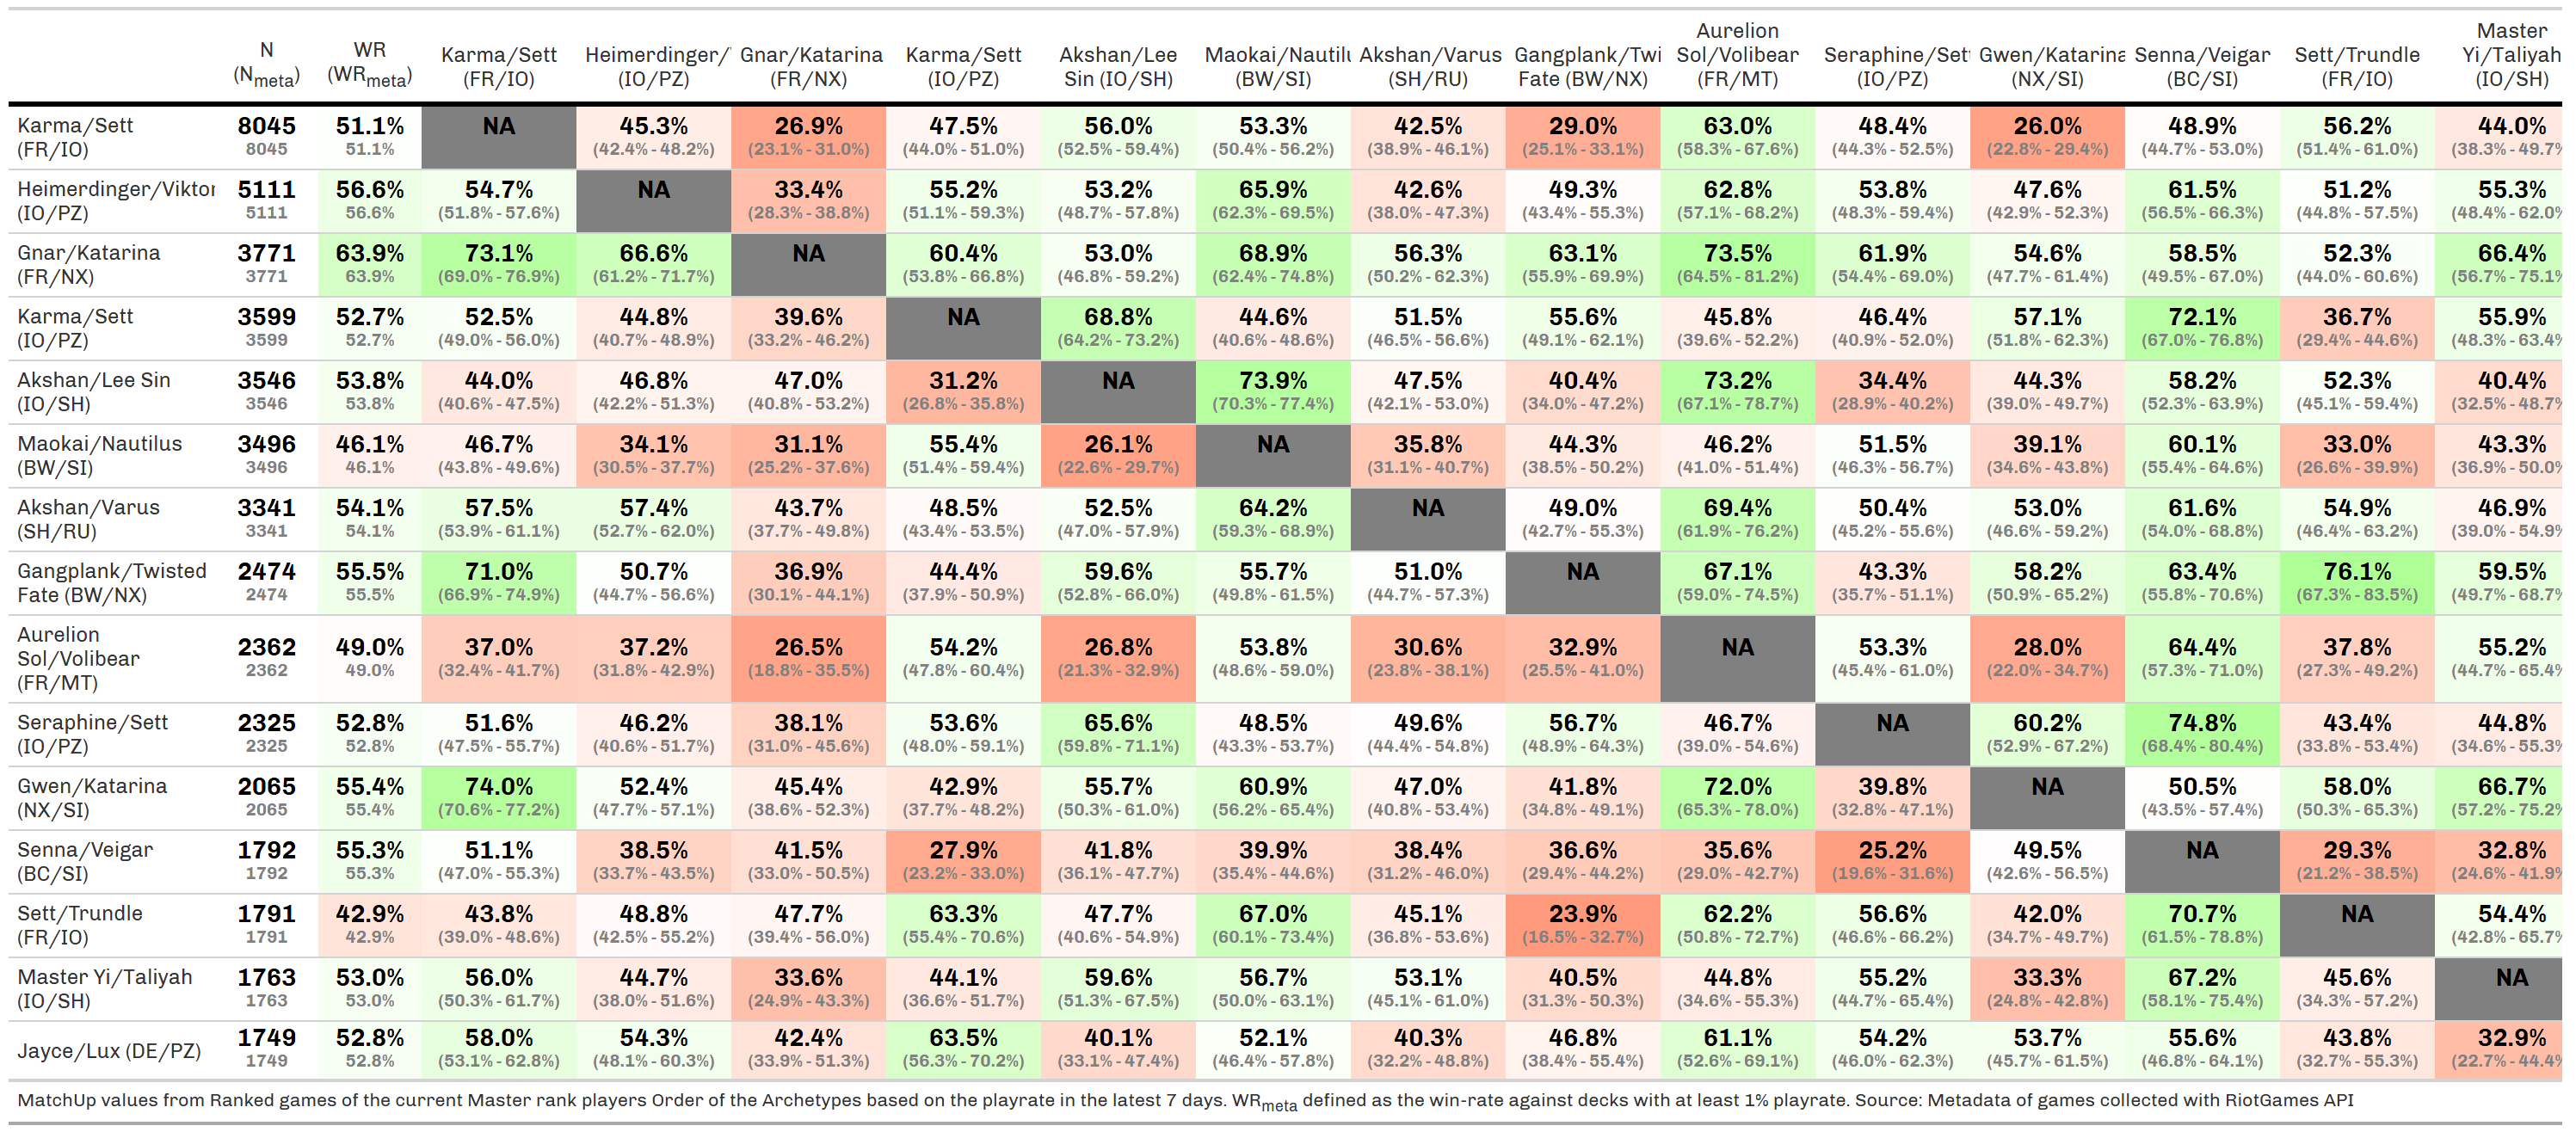 N (Nmeta) WR (WRmeta) Karma/Sett (FR/IO) Heimerdinger/ (IO/PZ) Gnar/Katarina (FR/NX) Karma/Sett (IO/PZ) Akshan/Lee Sin (IO/SH) Maokai/Nautilu (BW/SI) Akshan/Varus (SH/RU) Gangplank/Twi Fate (BW/NX) Aurelion Sol/Volibear (FR/MT) Seraphine/Sett (IO/PZ) Gwen/Katarina (NX/SI) Senna/Veigar (BC/SI) Sett/Trundle (FR/IO) Master Yi/Taliyah (IO/SH)
Karma/Sett 8045 51.1% NA 45.3% 26.9% 47.5% 56.0% 53.3% 42.5% 29.0% 63.0% 48.4% 26.0% 48.9% 56.2% 44.0%
(FR/IO) 8045 51.1% (42.4% - 48.2%) (23.1% - 31.0%) (44.0% - 51.0%) (52.5% - 59.4%) (50.4% - 56.2%) (38.9% - 46.1%) (25.1% - 33.1%) (58.3% - 67.6%) (44.3% - 52.5%) (22.8% - 29.4%) (44.7% - 53.0%) (51.4% - 61.0%) (38.3% - 49.7%
Heimerdinger/Viktor 5111 56.6% 54.7% NA 33.4% 55.2% 53.2% 65.9% 42.6% 49.3% 62.8% 53.8% 47.6% 61.5% 51.2% 55.3%
(IO/PZ) 5111 56.6% (51.8% - 57.6%) (28.3% - 38.8%) (51.1% - 59.3%) (48.7% - 57.8%) (62.3% - 69.5%) (38.0% - 47.3%) (43.4% - 55.3%) (57.1% - 68.2%) (48.3% - 59.4%) (42.9% - 52.3%) (56.5% - 66.3%) (44.8% - 57.5%) (48.4% - 62.0%
Gnar/Katarina 3771 63.9% 73.1% 66.6% NA 60.4% 53.0% 68.9% 56.3% 63.1% 73.5% 61.9% 54.6% 58.5% 52.3% 66.4%
(FR/NX) 3771 63.9% (69.0% - 76.9%) (61.2% - 71.7%) (53.8% - 66.8%) (46.8% - 59.2%) (62.4% - 74.8%) (50.2% - 62.3%) (55.9% - 69.9%) (64.5% - 81.2%) (54.4% - 69.0%) (47.7% - 61.4%) (49.5% - 67.0%) (44.0% - 60.6%) (56.7% - 75.1%
Karma/Sett 3599 52.7% 52.5% 44.8% 39.6% NA 68.8% 44.6% 51.5% 55.6% 45.8% 46.4% 57.1% 72.1% 36.7% 55.9%
(IO/PZ) 3599 52.7% (49.0% - 56.0%) (40.7% - 48.9%) (33.2% - 46.2%) (64.2% - 73.2%) (40.6% - 48.6%) (46.5% - 56.6%) (49.1% - 62.1%) (39.6% - 52.2%) (40.9% - 52.0%) (51.8% - 62.3%) (67.0% - 76.8%) (29.4% - 44.6%) (48.3% - 63.4%
Akshan/Lee Sin 3546 53.8% 44.0% 46.8% 47.0% 31.2% NA 73.9% 47.5% 40.4% 73.2% 34.4% 44.3% 58.2% 52.3% 40.4%
(IO/SH) 3546 53.8% (40.6% - 47.5%) (42.2% - 51.3%) (40.8% - 53.2%) (26.8% - 35.8%) (70.3% - 77.4%) (42.1% - 53.0%) (34.0% - 47.2%) (67.1% - 78.7%) (28.9% - 40.2%) (39.0% - 49.7%) (52.3% - 63.9%) (45.1% - 59.4%) (32.5% - 48.7%
Maokai/Nautilus 3496 46.1% 46.7% 34.1% 31.1% 55.4% 26.1% NA 35.8% 44.3% 46.2% 51.5% 39.1% 60.1% 33.0% 43.3%
(BW/SI) 3496 46.1% (43.8% - 49.6%) (30.5% - 37.7%) (25.2% - 37.6%) (51.4% - 59.4%) (22.6% - 29.7%) (31.1% - 40.7%) (38.5% - 50.2%) (41.0% - 51.4%) (46.3% - 56.7%) (34.6% - 43.8%) (55.4% - 64.6%) (26.6% - 39.9%) (36.9% - 50.0%
Akshan/Varus 3341 54.1% 57.5% 57.4% 43.7% 48.5% 52.5% 64.2% NA 49.0% 69.4% 50.4% 53.0% 61.6% 54.9% 46.9%
(SH/RU) 3341 54.1% (53.9% - 61.1%) (52.7% - 62.0%) (37.7% - 49.8%) (43.4% - 53.5%) (47.0% - 57.9%) (59.3% - 68.9%) (42.7% - 55.3%) (61.9% - 76.2%) (45.2% - 55.6%) (46.6% - 59.2%) (54.0% - 68.8%) (46.4% - 63.2%) (39.0% - 54.9%
Gangplank/Twisted 2474 55.5% 71.0% 50.7% 36.9% 44.4% 59.6% 55.7% 51.0% NA 67.1% 43.3% 58.2% 63.4% 76.1% 59.5%
Fate (BW/NX) 2474 55.5% (66.9% - 74.9%) (44.7% - 56.6%) (30.1% - 44.1%) (37.9% - 50.9%) (52.8% - 66.0%) (49.8% - 61.5%) (44.7% - 57.3%) (59.0% - 74.5%) (35.7% - 51.1%) (50.9% - 65.2%) (55.8% - 70.6%) (67.3% - 83.5%) (49.7% - 68.7%
Aurelion
Sol/Volibear 2362 49.0% 37.0% 37.2% 26.5% 54.2% 26.8% 53.8% 30.6% 32.9% NA 53.3% 28.0% 64.4% 37.8% 55.2%
(FR/MT) 2362 49.0% (32.4% - 41.7%) (31.8% - 42.9%) (18.8% - 35.5%) (47.8% - 60.4%) (21.3% - 32.9%) (48.6% - 59.0%) (23.8% - 38.1%) (25.5% - 41.0%) (45.4% - 61.0%) (22.0% - 34.7%) (57.3% - 71.0%) (27.3% - 49.2%) (44.7% - 65.4%
Seraphine/Sett 2325 52.8% 51.6% 46.2% 38.1% 53.6% 65.6% 48.5% 49.6% 56.7% 46.7% NA 60.2% 74.8% 43.4% 44.8%
(IO/PZ) 2325 52.8% (47.5% - 55.7%) (40.6% - 51.7%) (31.0% - 45.6%) (48.0% - 59.1%) (59.8% - 71.1%) (43.3% - 53.7%) (44.4% - 54.8%) (48.9% - 64.3%) (39.0% - 54.6%) (52.9% - 67.2%) (68.4% - 80.4%) (33.8% - 53.4%) (34.6% - 55.3%
Gwen/Katarina 2065 55.4% 74.0% 52.4% 45.4% 42.9% 55.7% 60.9% 47.0% 41.8% 72.0% 39.8% NA 50.5% 58.0% 66.7%
(NX/SI) 2065 55.4% (70.6% - 77.2%) (47.7% - 57.1%) (38.6% - 52.3%) (37.7% - 48.2%) (50.3% - 61.0%) (56.2% - 65.4%) (40.8% - 53.4%) (34.8% - 49.1%) (65.3% - 78.0%) (32.8% - 47.1%) (43.5% - 57.4%) (50.3% - 65.3%) (57.2% - 75.2%
Senna/Veigar 1792 55.3% 51.1% 38.5% 41.5% 27.9% 41.8% 39.9% 38.4% 36.6% 35.6% 25.2% 49.5% NA 29.3% 32.8%
(BC/SI) 1792 55.3% (47.0% - 55.3%) (33.7% - 43.5%) (33.0% - 50.5%) (23.2% - 33.0%) (36.1% - 47.7%) (35.4% - 44.6%) (31.2% - 46.0%) (29.4% - 44.2%) (29.0% - 42.7%) (19.6% - 31.6%) (42.6% - 56.5%) (21.2% - 38.5%) (24.6% - 41.9%
Sett/Trundle 1791 42.9% 43.8% 48.8% 47.7% 63.3% 47.7% 67.0% 45.1% 23.9% 62.2% 56.6% 42.0% 70.7% NA 54.4%
(FR/IO) 1791 42.9% (39.0% - 48.6%) (42.5% - 55.2%) (39.4% - 56.0%) (55.4% - 70.6%) (40.6% - 54.9%) (60.1% - 73.4%) (36.8% - 53.6%) (16.5% - 32.7%) (50.8% - 72.7%) (46.6% - 66.2%) (34.7% - 49.7%) (61.5% - 78.8%) (42.8% - 65.7%
Master Yi/Taliyah 1763 53.0% 56.0% 44.7% 33.6% 44.1% 59.6% 56.7% 53.1% 40.5% 44.8% 55.2% 33.3% 67.2% 45.6% NA
(IO/SH) 1763 53.0% (50.3% - 61.7%) (38.0% - 51.6%) (24.9% - 43.3%) (36.6% - 51.7%) (51.3% - 67.5%) (50.0% - 63.1%) (45.1% - 61.0%) (31.3% - 50.3%) (34.6% - 55.3%) (44.7% - 65.4%) (24.8% - 42.8%) (58.1% - 75.4%) (34.3% - 57.2%)
Jayce/Lux (DE/PZ) 1749 52.8% 58.0% 54.3% 42.4% 63.5% 40.1% 52.1% 40.3% 46.8% 61.1% 54.2% 53.7% 55.6% 43.8% 32.9%
1749 52.8% (53.1% - 62.8%) (48.1% - 60.3%) (33.9% - 51.3%) (56.3% - 70.2%) (33.1% - 47.4%) (46.4% - 57.8%) (32.2% - 48.8%) (38.4% - 55.4%) (52.6% - 69.1%) (46.0% - 62.3%) (45.7% - 61.5%) (46.8% - 64.1%) (32.7% - 55.3%) (22.7% - 44.4%
MatchUp values from Ranked games of the current Master rank players Order of the Archetypes based on the playrate in the latest 7 days. WRmeta defined as the win-rate against decks with at least 1% playrate. Source: Metadata of games collected with RiotGames API